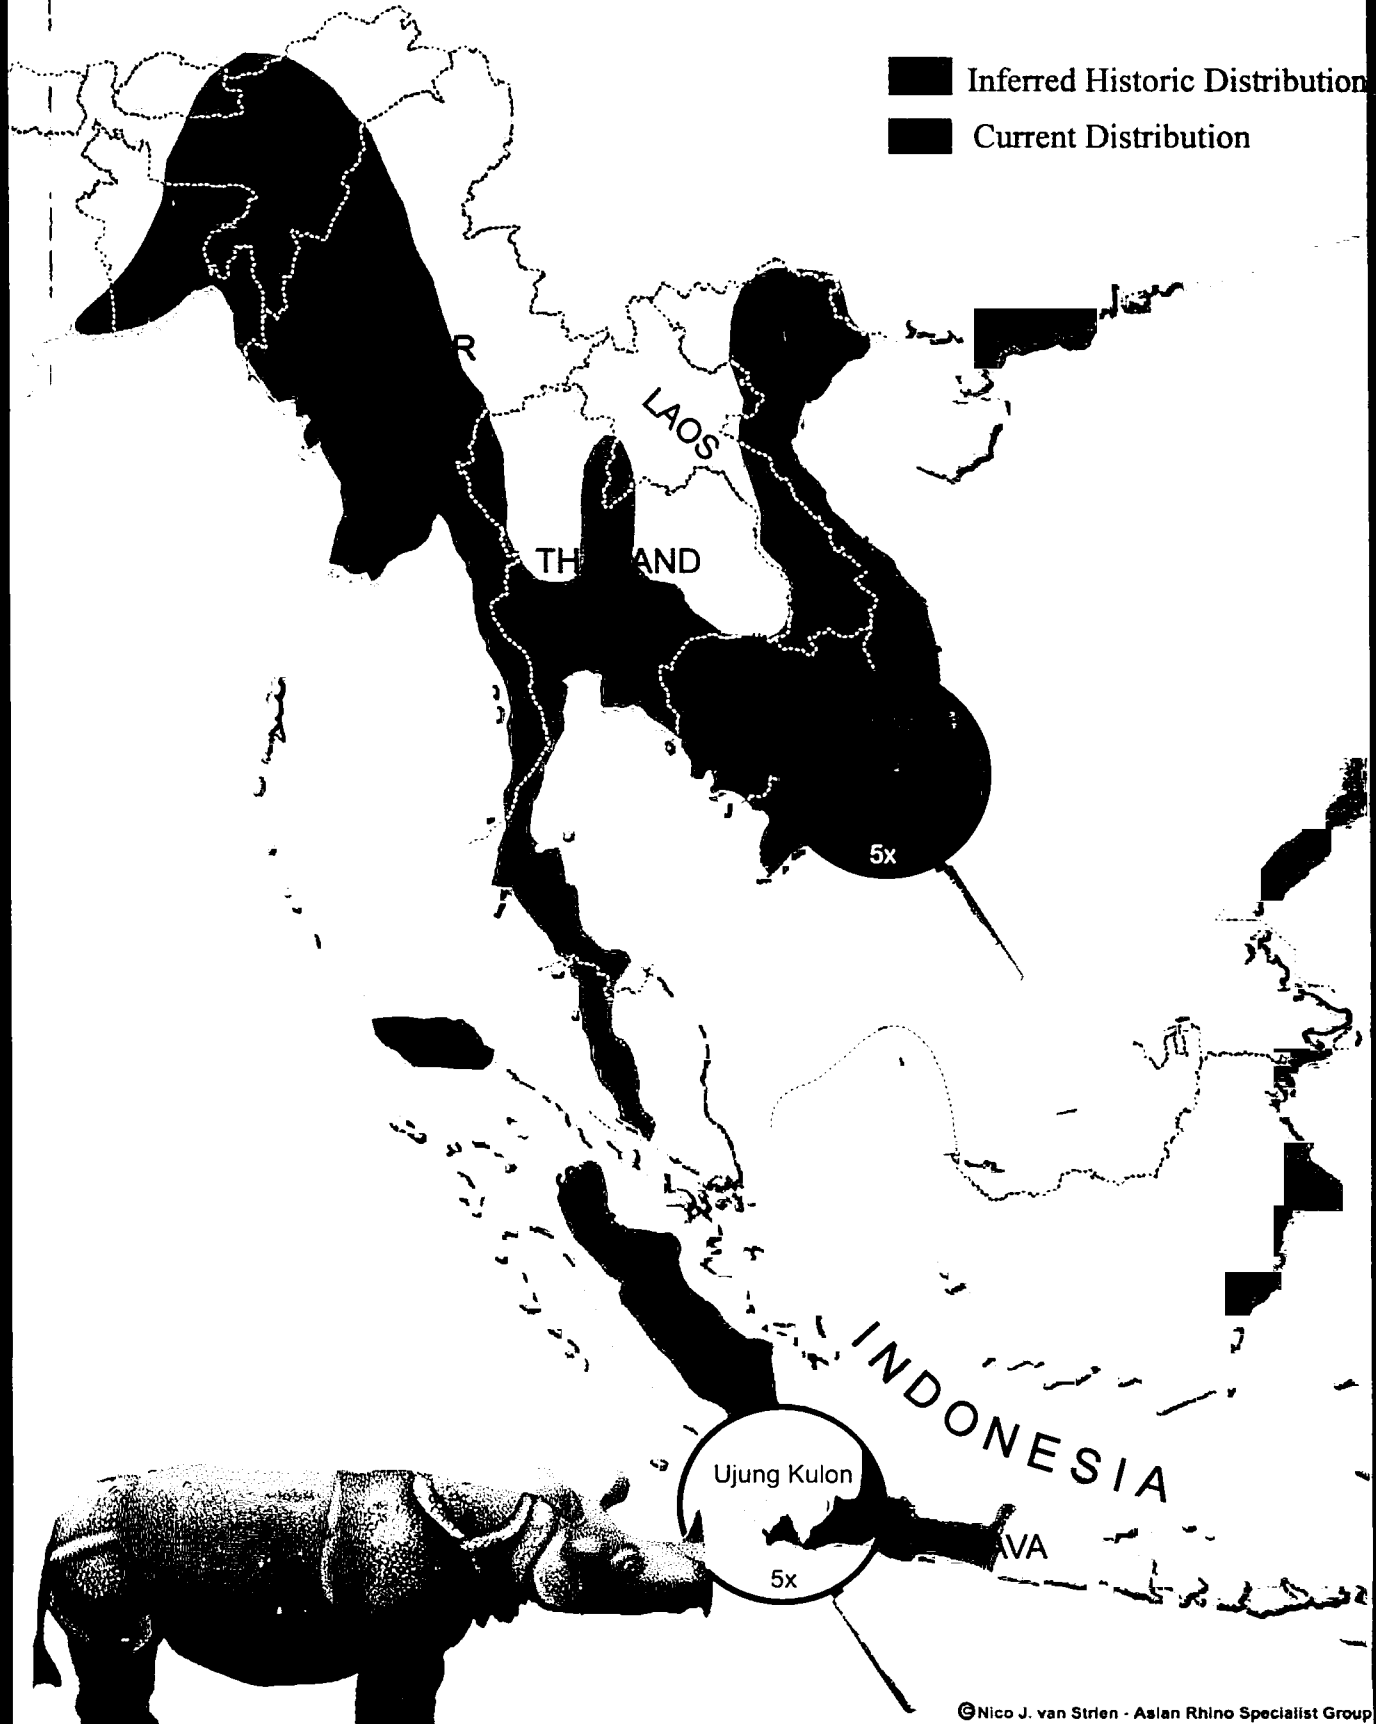 Inferred Historic Distribution
Current Distribution
R
LAOS
TH AND
5x
INDONESIA
Ujung Kulon
AVA
5x
©Nico J. van Strien - Asian Rhino Specialist Group